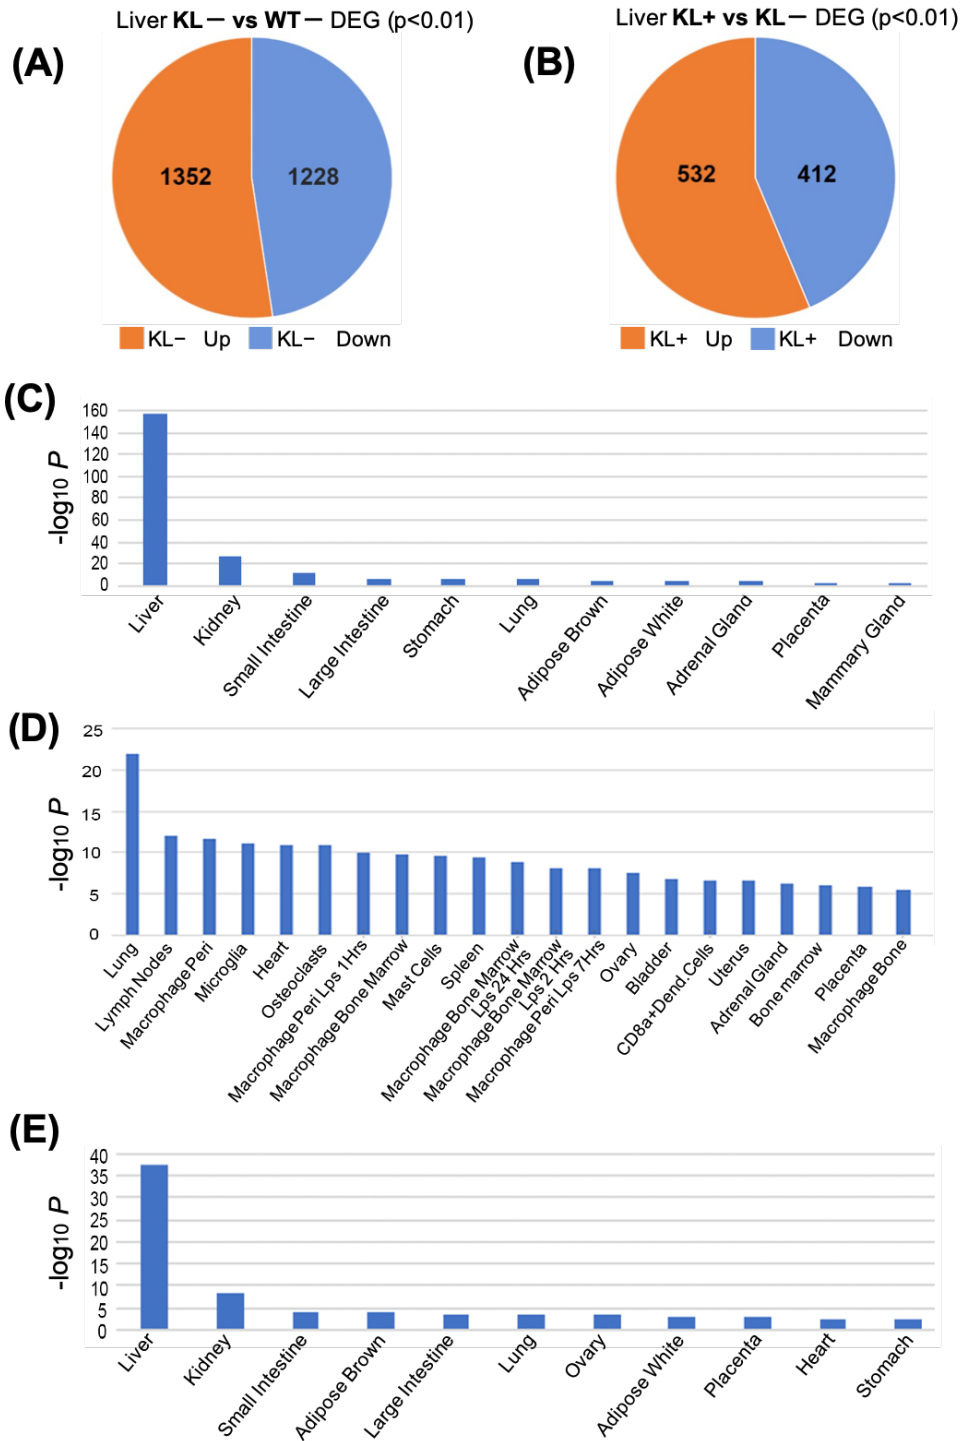 Liver KL− vs WT− DEG (p<0.01)
(A)
1352
1228
KL− Up
KL− Down
Liver KL+ vs KL− DEG (p<0.01)
(B)
532
412
KL+ Up
KL+ Down
(C)
-log10 P
160
140
120
100
80
60
40
20
0
Liver
Kidney
Small Intestine
Large Intestine
Stomach
Lung
Adipose Brown
Adipose White
Adrenal Gland
Placenta
Mammary Gland
(D)
-log10 P
25
20
15
10
5
0
Lung
Lymph Nodes
Macrophage Peri
Microglia
Heart
Osteoclasts
Macrophage Peri Lps 1Hrs
Macrophage Bone Marrow
Mast Cells
Spleen
Macrophage Bone Marrow
Lps 24 Hrs
Macrophage Bone Marrow
Lps 2 Hrs
Macrophage Peri Lps 7Hrs
Ovary
Bladder
CD8a+Dend.Cells
Uterus
Adrenal Gland
Bone marrow
Placenta
Macrophage Bone
(E)
-log10 P
40
35
30
25
20
15
10
5
0
Liver
Kidney
Small Intestine
Adipose Brown
Large Intestine
Lung
Ovary
Adipose White
Placenta
Heart
Stomach